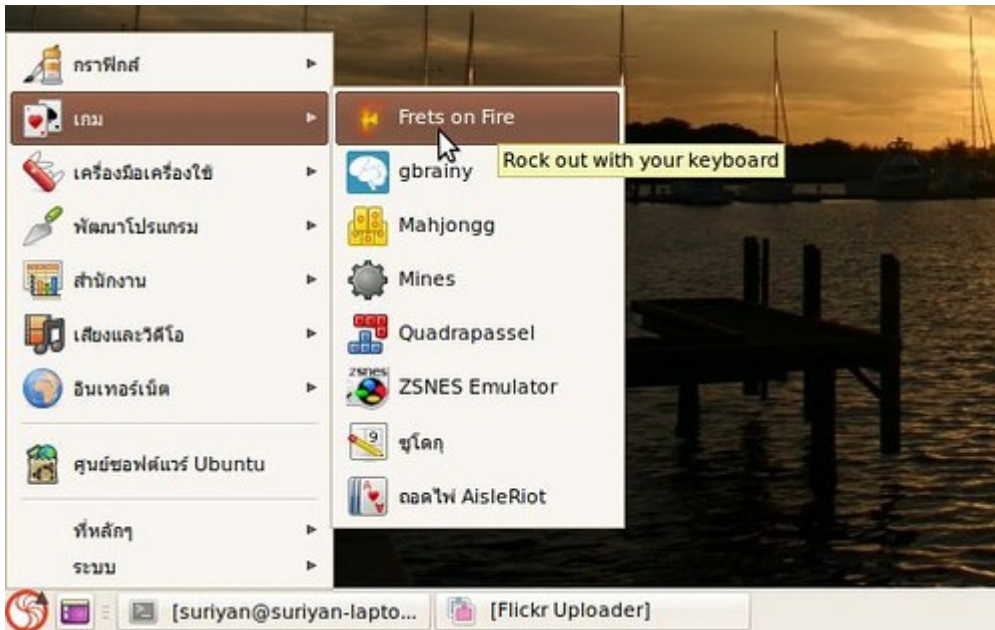 กราฟิกส์
เกม
เครื่องมือเครื่องใช้
พัฒนาโปรแกรม
สำนักงาน
เสียงและวิดีโอ
อินเทอร์เน็ต
ศูนย์ซอฟต์แวร์ Ubuntu
ที่หลักๆ
ระบบ
Frets on Fire
Rock out with your keyboard
gbrainy
Mahjongg
Mines
Quadrapassel
ZSNES
ZSNES Emulator
9
ซูโดกุ
A
ถอดไพ่ AisleRiot
[suriyan@suriyan-lapto...
[Flickr Uploader]